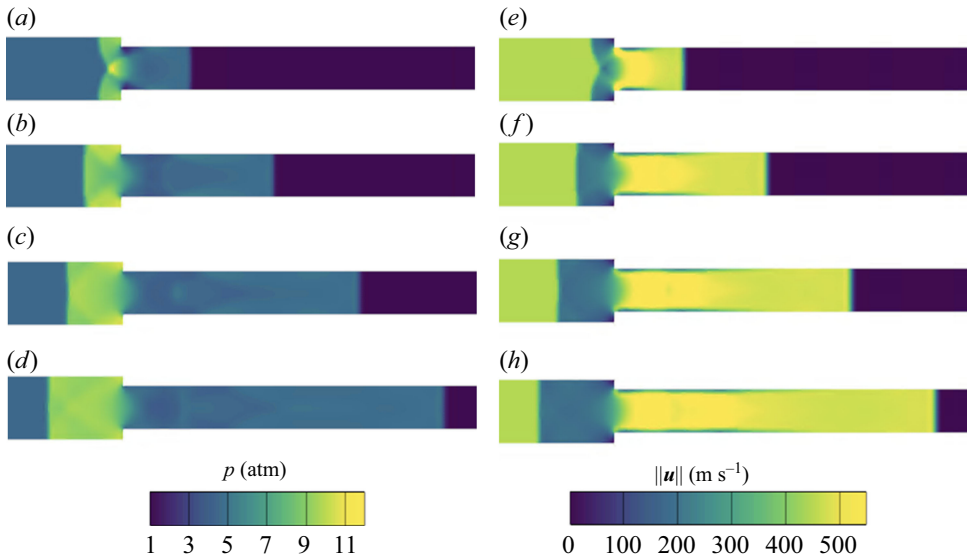 (a) (e)
(b) (f)
(c) (g)
(d) (h)
p (atm) ||u|| (m s⁻¹)
1 3 5 7 9 11 0 100 200 300 400 500